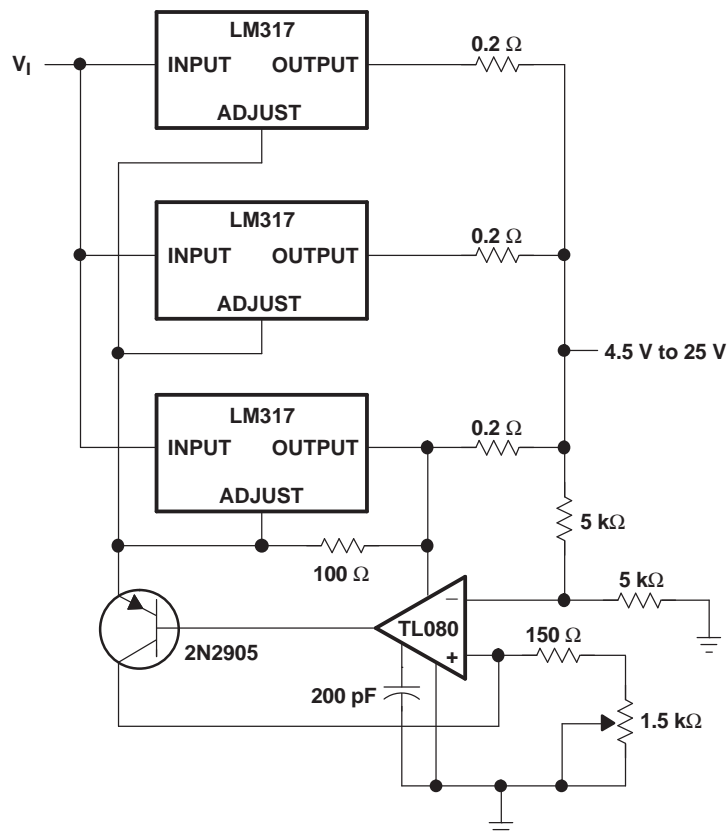 LM317
0.2 Ω
V_I
INPUT OUTPUT
ADJUST
LM317
0.2 Ω
INPUT OUTPUT
ADJUST
4.5 V to 25 V
LM317
0.2 Ω
INPUT OUTPUT
ADJUST
5 kΩ
100 Ω
5 kΩ
−
TL080
150 Ω
2N2905
+
200 pF
1.5 kΩ